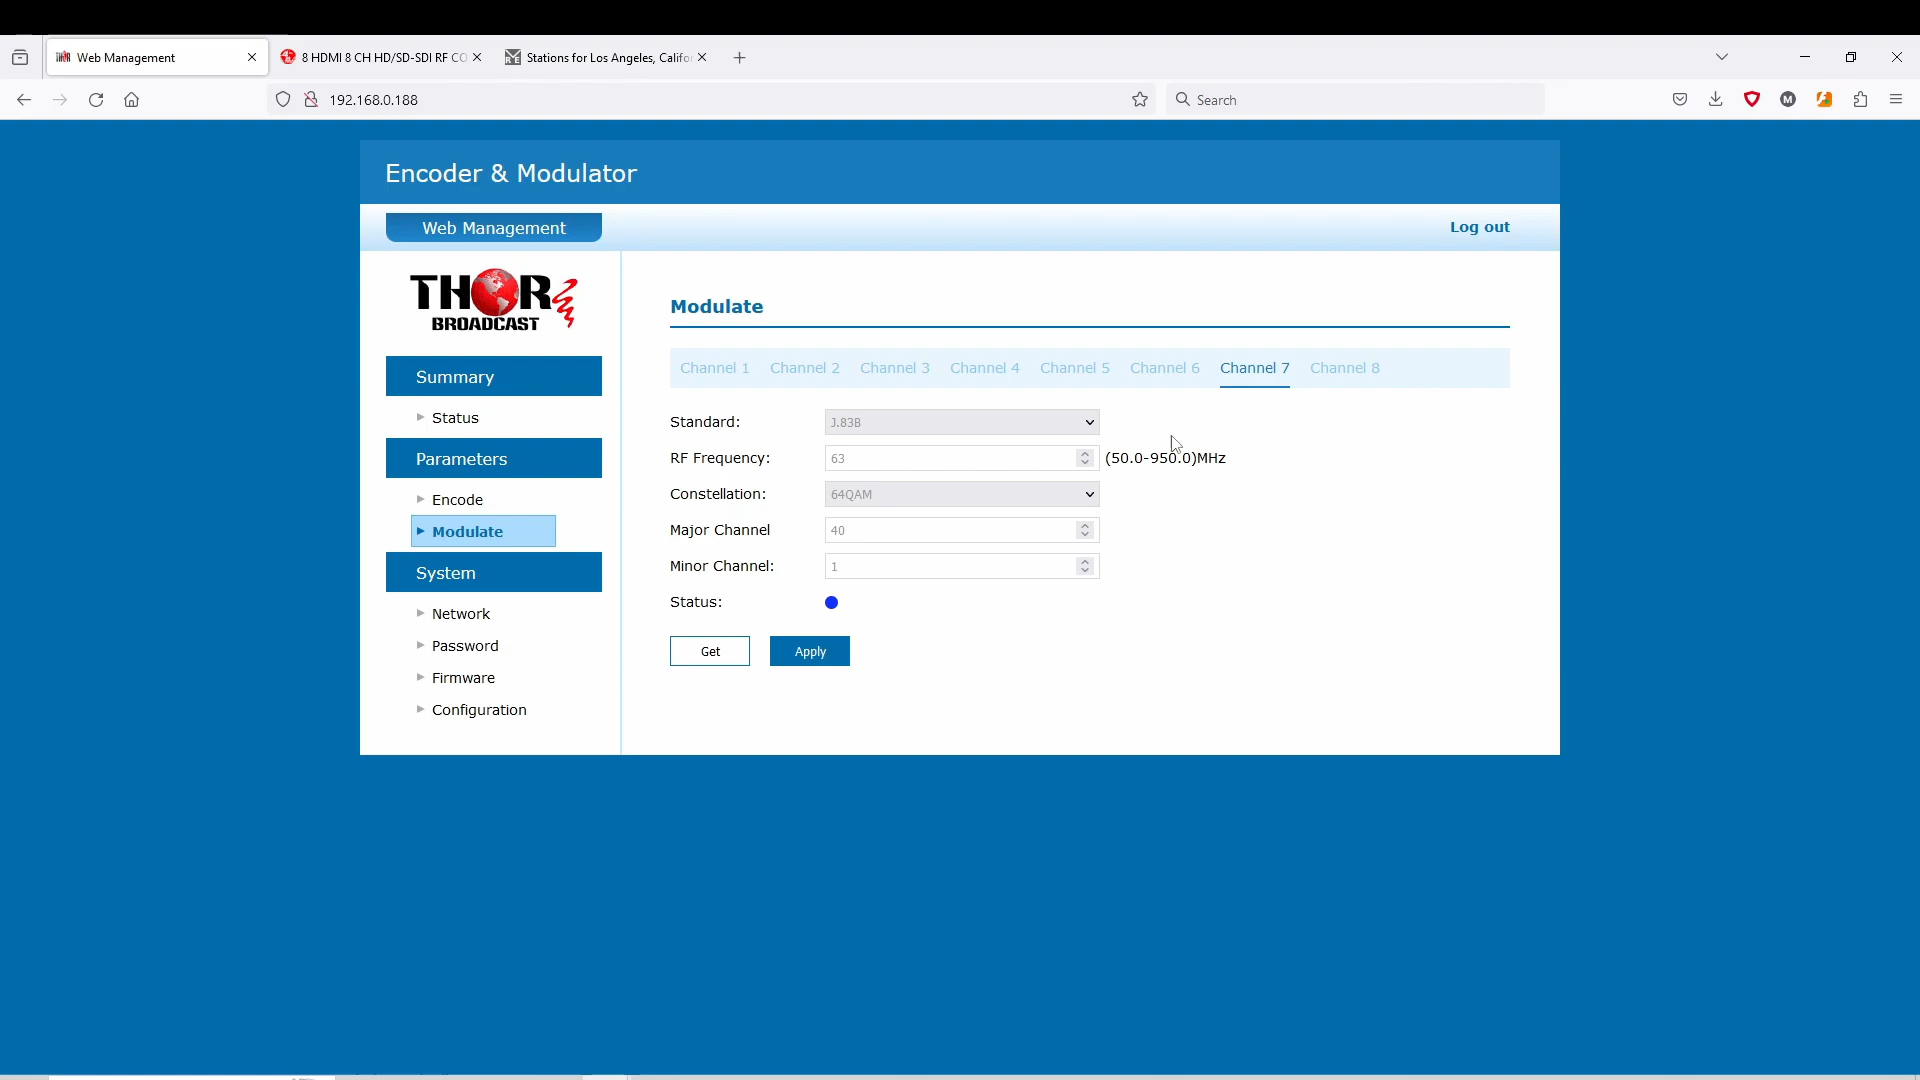 Web Management
8 HDMI 8 CH HD/SD-SDI RF CO
Stations for Los Angeles, Califor
192.168.0.188
Search
M
Encoder & Modulator
Web Management
Log out
THOR
BROADCAST
Summary
Status
Parameters
Encode
Modulate
System
Network
Password
Firmware
Configuration
Modulate
Channel 1 Channel 2 Channel 3 Channel 4 Channel 5 Channel 6 Channel 7 Channel 8
Standard: J.83B
RF Frequency: 63 (50.0-950.0)MHz
Constellation: 64QAM
Major Channel 40
Minor Channel: 1
Status:
Get Apply